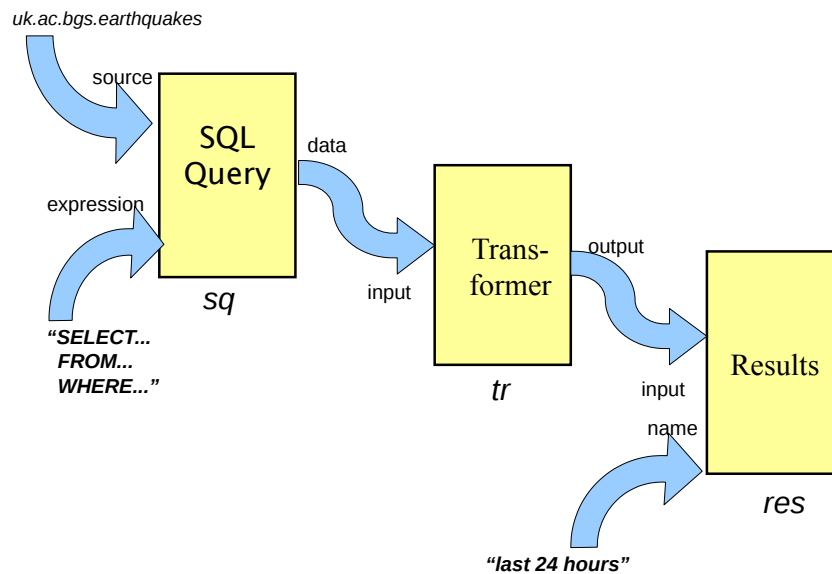 uk.ac.bgs.earthquakes
source
SQL
Query
data
expression
input
sq
“SELECT...
FROM...
WHERE...”
Trans-
former
output
tr
input
Results
name
res
“last 24 hours”